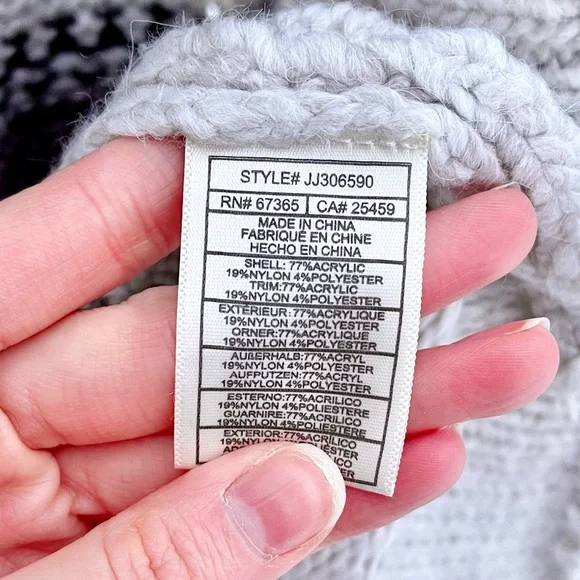 STYLE# JJ306590
RN# 67365 CA# 25459
MADE IN CHINA
FABRIQUÉ EN CHINE
HECHO EN CHINA
SHELL: 77%ACRYLIC
19%NYLON 4%POLYESTER
TRIM:77%ACRYLIC
19%NYLON 4%POLYESTER
EXTÉRIEUR:77%ACRYLIQUE
19%NYLON 4%POLYESTER
ORNER:77%ACRYLIQUE
19%NYLON 4%POLYESTER
AUßERHALB:77%ACRYL
19%NYLON 4%POLYESTER
AUFPUTZEN:77%ACRYL
19%NYLON 4%POLYESTER
ESTERNO:77%ACRILICO
19%NYLON 4%POLIESTERE
GUARNIRE:77%ACRILICO
19%NYLON 4%POLIESTERE
EXTERIOR:77%ACRÍLICO
19%NYLON